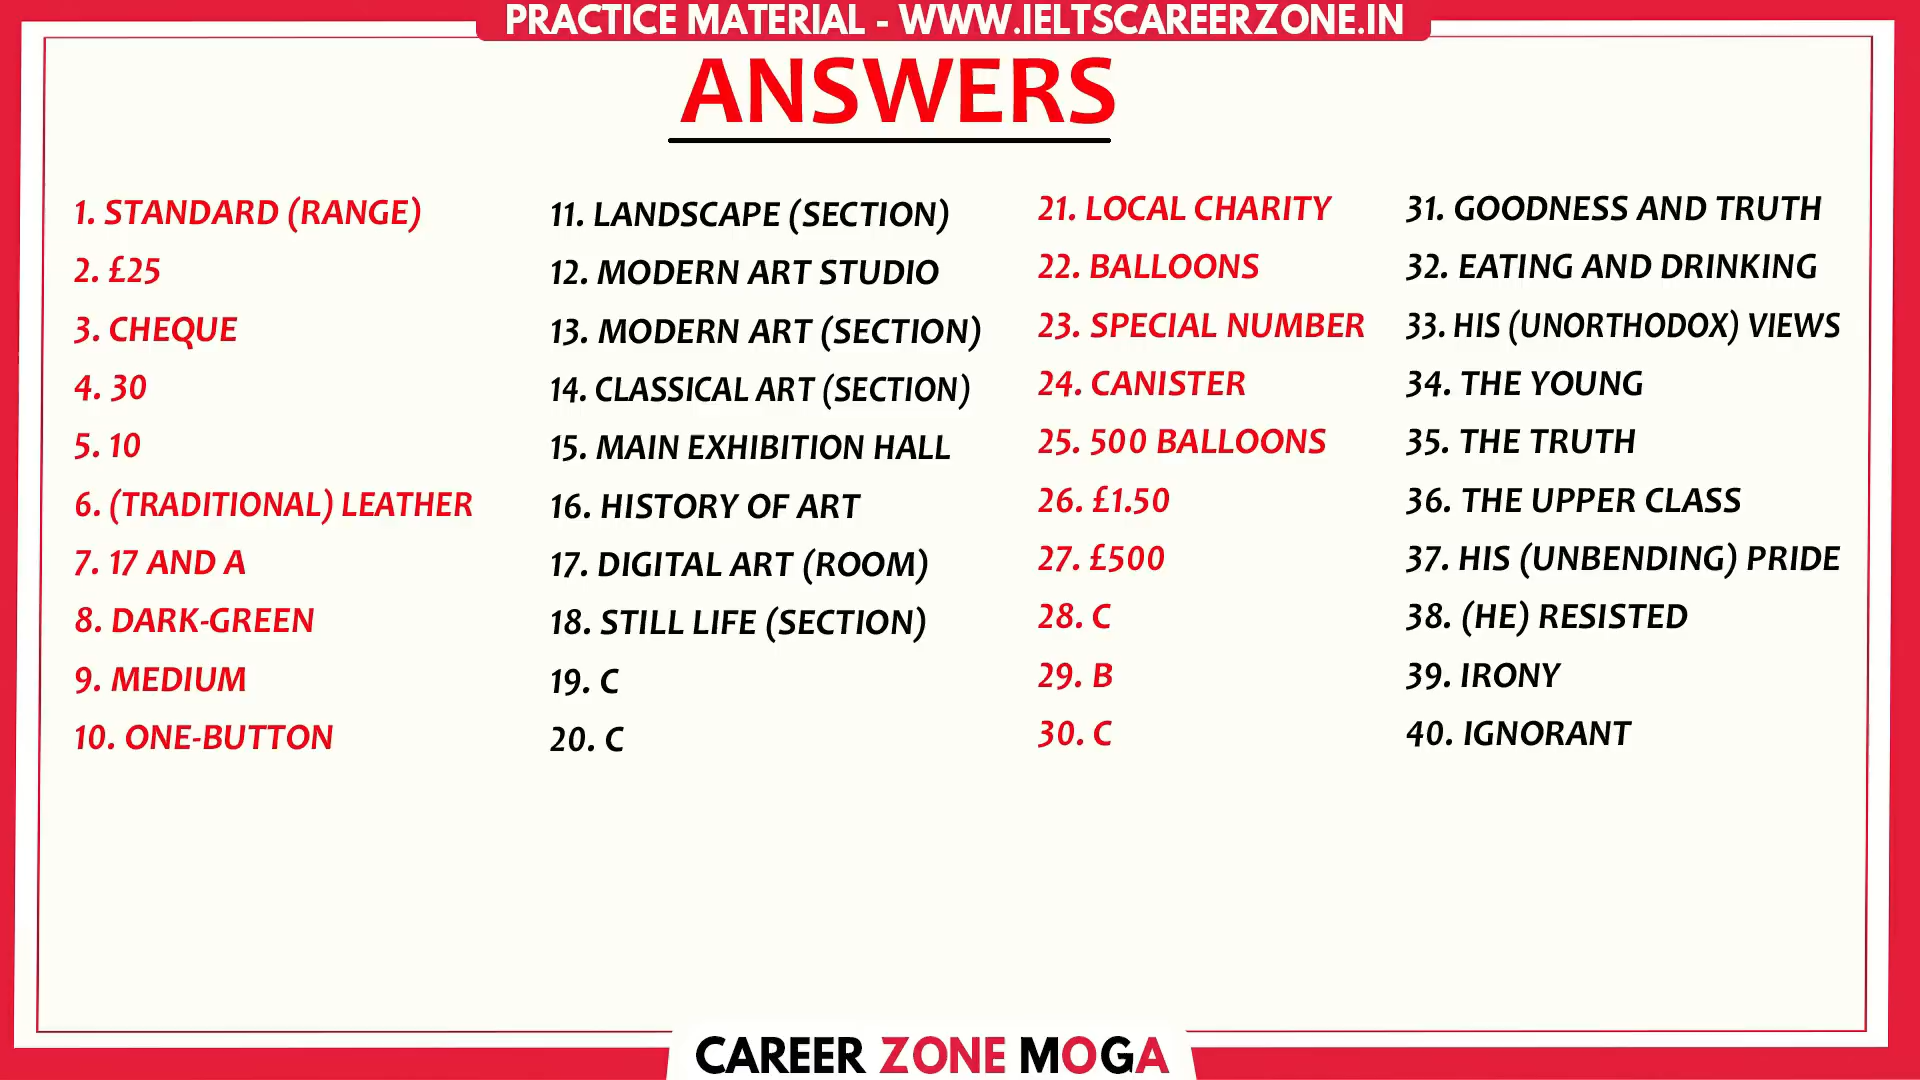 PRACTICE MATERIAL - WWW.IELTSCAREERZONE.IN
ANSWERS
1. STANDARD (RANGE)
2. £25
3. CHEQUE
4. 30
5. 10
6. (TRADITIONAL) LEATHER
7. 17 AND A
8. DARK-GREEN
9. MEDIUM
10. ONE-BUTTON
11. LANDSCAPE (SECTION)
12. MODERN ART STUDIO
13. MODERN ART (SECTION)
14. CLASSICAL ART (SECTION)
15. MAIN EXHIBITION HALL
16. HISTORY OF ART
17. DIGITAL ART (ROOM)
18. STILL LIFE (SECTION)
19. C
20. C
21. LOCAL CHARITY
22. BALLOONS
23. SPECIAL NUMBER
24. CANISTER
25. 500 BALLOONS
26. £1.50
27. £500
28. C
29. B
30. C
31. GOODNESS AND TRUTH
32. EATING AND DRINKING
33. HIS (UNORTHODOX) VIEWS
34. THE YOUNG
35. THE TRUTH
36. THE UPPER CLASS
37. HIS (UNBENDING) PRIDE
38. (HE) RESISTED
39. IRONY
40. IGNORANT
CAREER ZONE MOGA